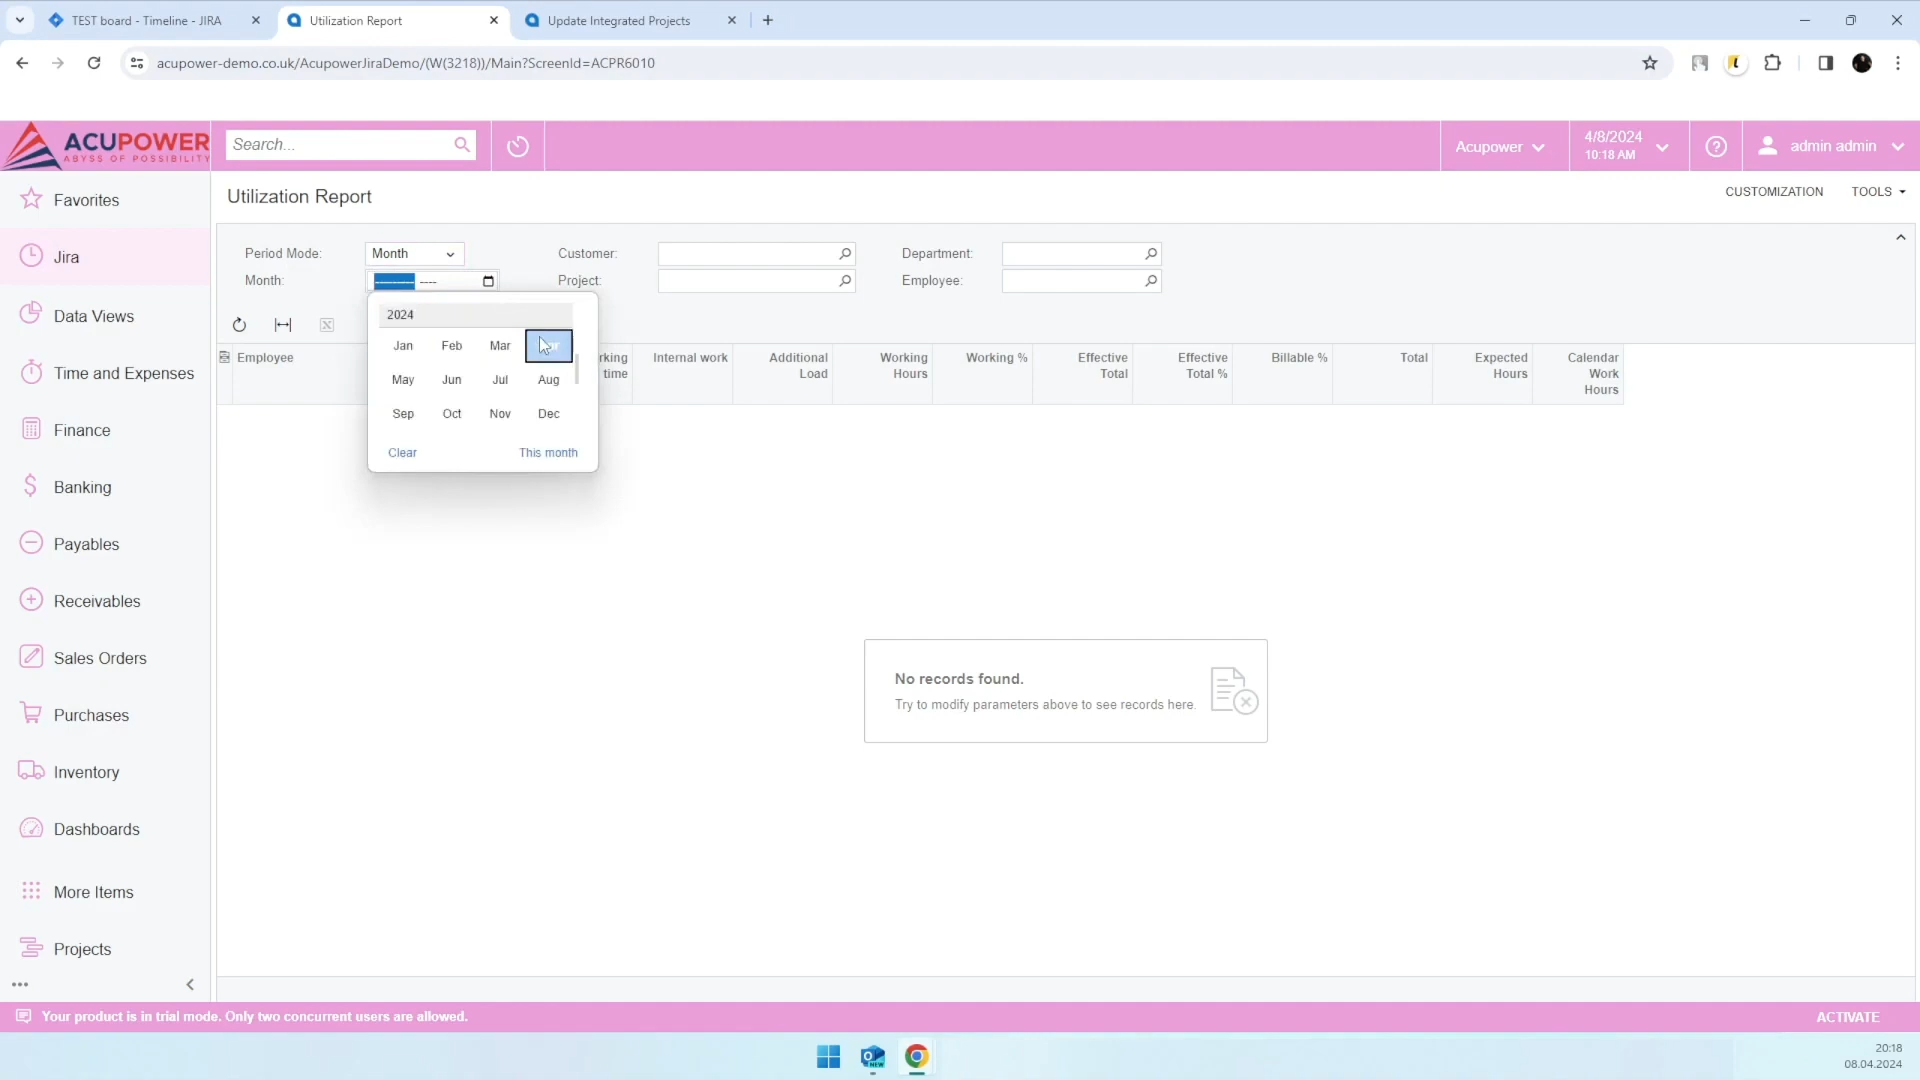 TEST board - Timeline - JIRA
Utilization Report
Update Integrated Projects
acupower-demo.co.uk/AcupowerJiraDemo/(W(3218))/Main?ScreenId=ACPR6010
ACUPOWER
ABYSS OF POSSIBILITY
Search...
Acupower
4/8/2024
10:18 AM
admin admin
Favorites
Jira
Data Views
Time and Expenses
Finance
Banking
Payables
Receivables
Sales Orders
Purchases
Inventory
Dashboards
More Items
Projects
Utilization Report
CUSTOMIZATION
TOOLS
Period Mode:
Month
Customer:
Department:
Month:
-------- ----
Project:
Employee:
2024
Jan Feb Mar
May Jun Jul Aug
Sep Oct Nov Dec
Clear
This month
Employee
rking
time
Internal work
Additional
Load
Working
Hours
Working %
Effective
Total
Effective
Total %
Billable %
Total
Expected
Hours
Calendar
Work
Hours
No records found.
Try to modify parameters above to see records here.
Your product is in trial mode. Only two concurrent users are allowed.
ACTIVATE
NEW
20:18
08.04.2024